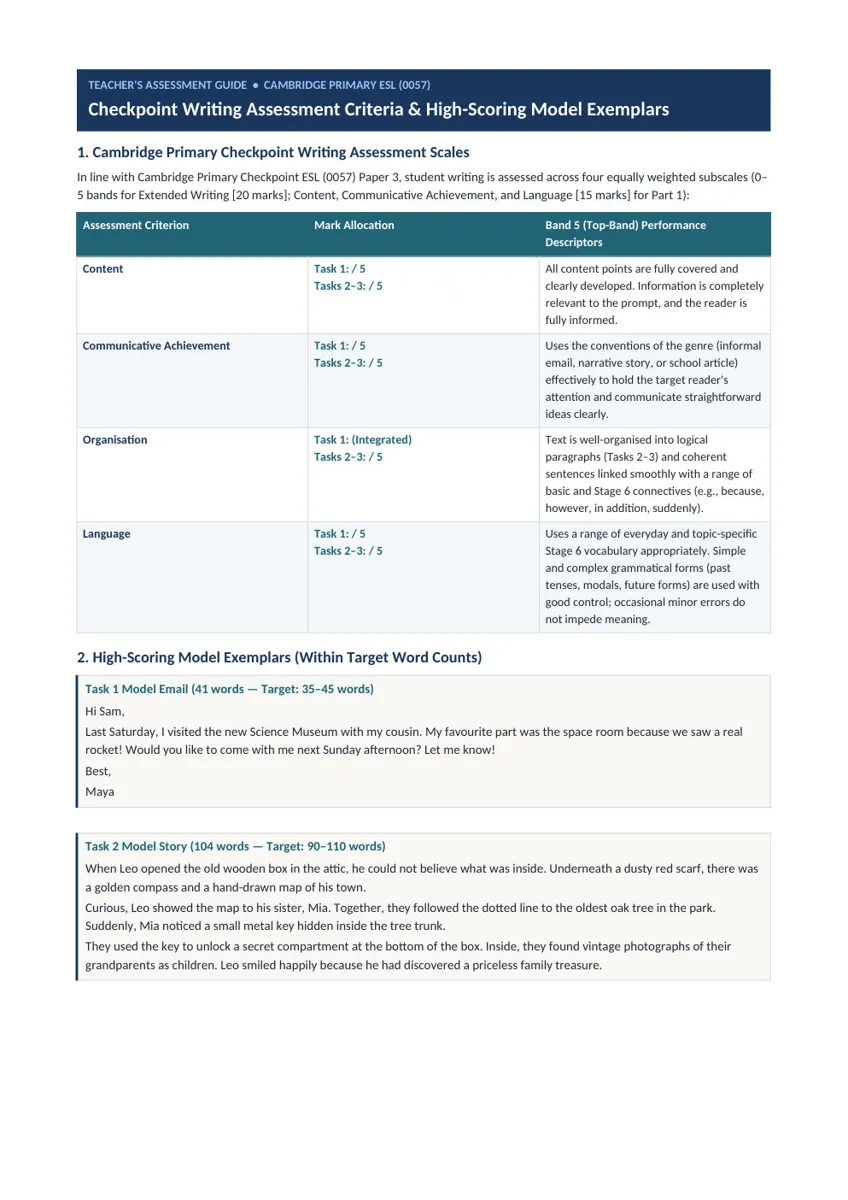 TEACHER'S ASSESSMENT GUIDE ● CAMBRIDGE PRIMARY ESL (0057)
Checkpoint Writing Assessment Criteria & High-Scoring Model Exemplars
1. Cambridge Primary Checkpoint Writing Assessment Scales
In line with Cambridge Primary Checkpoint ESL (0057) Paper 3, student writing is assessed across four equally weighted subscales (0–
5 bands for Extended Writing [20 marks]; Content, Communicative Achievement, and Language [15 marks] for Part 1):
Assessment Criterion
Mark Allocation
Band 5 (Top-Band) Performance
Descriptors
Content
Task 1: / 5
Tasks 2–3: / 5
All content points are fully covered and
clearly developed. Information is completely
relevant to the prompt, and the reader is
fully informed.
Communicative Achievement
Task 1: / 5
Tasks 2–3: / 5
Uses the conventions of the genre (informal
email, narrative story, or school article)
effectively to hold the target reader's
attention and communicate straightforward
ideas clearly.
Organisation
Task 1: (Integrated)
Tasks 2–3: / 5
Text is well-organised into logical
paragraphs (Tasks 2–3) and coherent
sentences linked smoothly with a range of
basic and Stage 6 connectives (e.g., because,
however, in addition, suddenly).
Language
Task 1: / 5
Tasks 2–3: / 5
Uses a range of everyday and topic-specific
Stage 6 vocabulary appropriately. Simple
and complex grammatical forms (past
tenses, modals, future forms) are used with
good control; occasional minor errors do
not impede meaning.
2. High-Scoring Model Exemplars (Within Target Word Counts)
Task 1 Model Email (41 words — Target: 35–45 words)
Hi Sam,
Last Saturday, I visited the new Science Museum with my cousin. My favourite part was the space room because we saw a real
rocket! Would you like to come with me next Sunday afternoon? Let me know!
Best,
Maya
Task 2 Model Story (104 words — Target: 90–110 words)
When Leo opened the old wooden box in the attic, he could not believe what was inside. Underneath a dusty red scarf, there was
a golden compass and a hand-drawn map of his town.
Curious, Leo showed the map to his sister, Mia. Together, they followed the dotted line to the oldest oak tree in the park.
Suddenly, Mia noticed a small metal key hidden inside the tree trunk.
They used the key to unlock a secret compartment at the bottom of the box. Inside, they found vintage photographs of their
grandparents as children. Leo smiled happily because he had discovered a priceless family treasure.